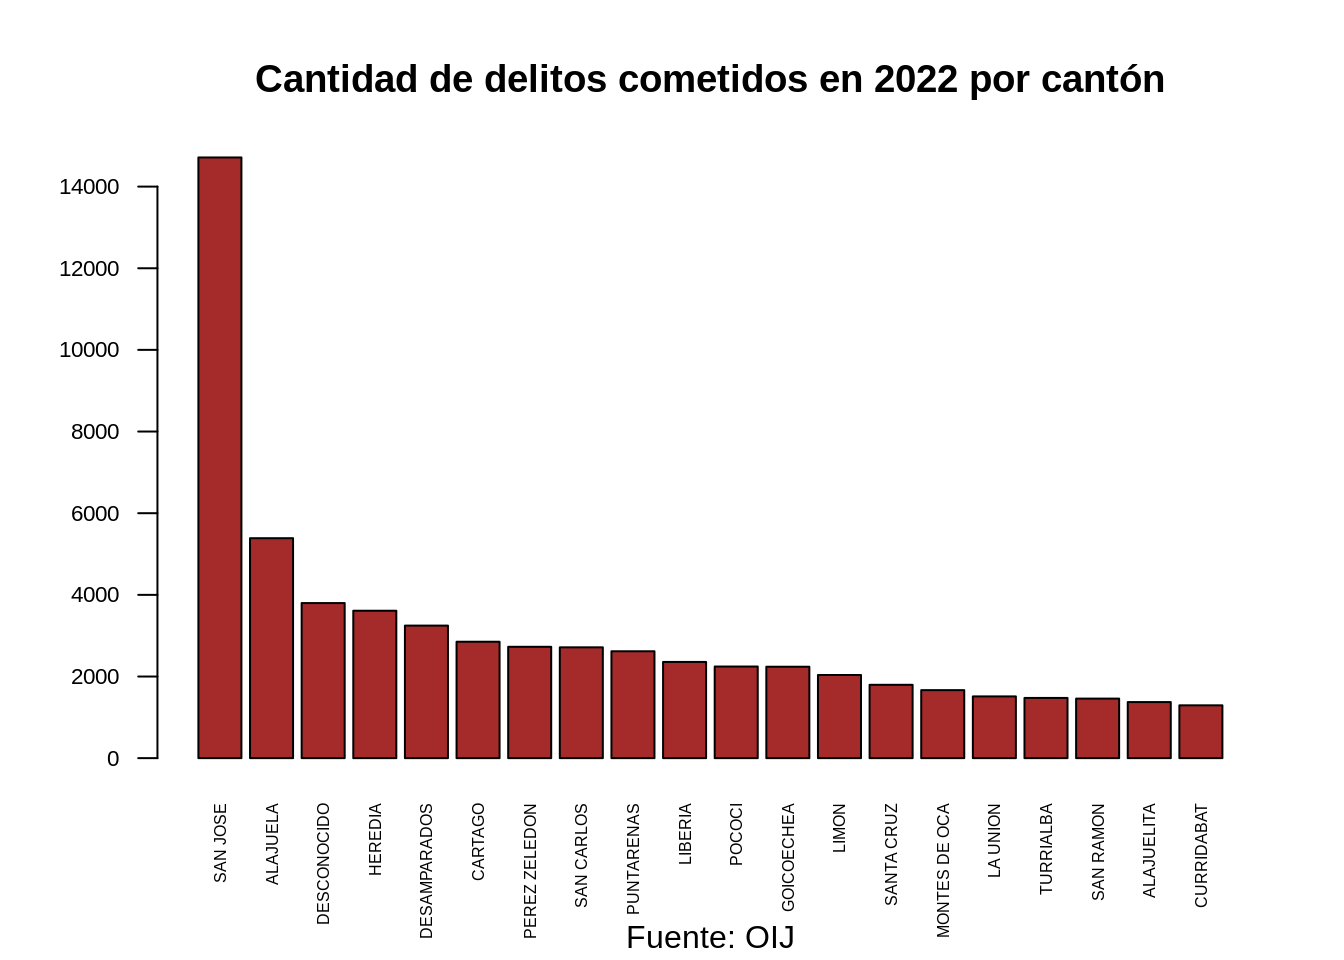 Cantidad de delitos cometidos en 2022 por cantón
14000
12000
10000
8000
6000
4000
2000
0
SAN JOSE
ALAJUELA
DESCONOCIDO
HEREDIA
DESAMPARADOS
CARTAGO
PEREZ ZELEDON
SAN CARLOS
PUNTARENAS
LIBERIA
POCOCI
GOICOECHEA
LIMON
SANTA CRUZ
MONTES DE OCA
LA UNION
TURRIALBA
SAN RAMON
ALAJUELITA
CURRIDABAT
Fuente: OIJ